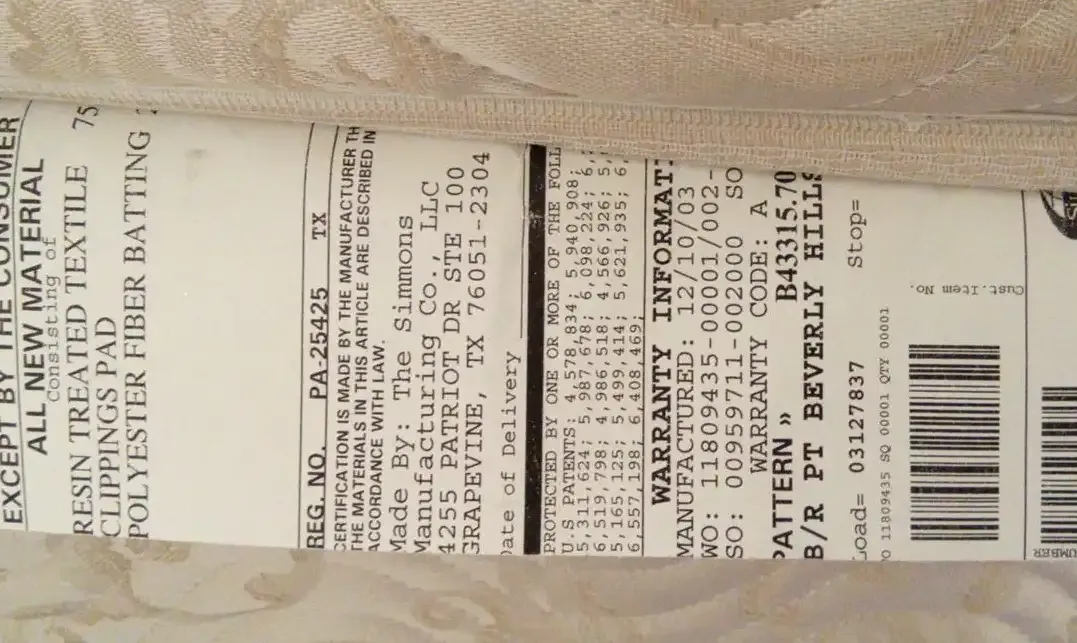 EXCEPT BY THE CONSUMER
ALL NEW MATERIAL
consisting of
RESIN TREATED TEXTILE 75
CLIPPINGS PAD
POLYESTER FIBER BATTING
REG. NO. PA-25425 TX
CERTIFICATION IS MADE BY THE MANUFACTURER TH
THE MATERIALS IN THIS ARTICLE ARE DESCRIBED IN
ACCORDANCE WITH LAW.
Made By: The Simmons
Manufacturing Co., LLC
4255 PATRIOT DR STE 100
GRAPEVINE, TX 76051-2304
Date of Delivery
PROTECTED BY ONE OR MORE OF THE FOLL
U.S PATENTS: 4,578,834; 5,940,908;
5,311,624; 5,987,678; 6,098,224; 6,
6,519,798; 4,986,518; 4,566,926; 5,
5,165,125; 5,499,414; 5,621,935; 6,
6,557,198; 6,408,469;
WARRANTY INFORMAT
MANUFACTURED: 12/10/03
WO: 11809435-00001/002-
SO: 00959711-002000 SO
WARRANTY CODE: A
PATTERN » B43315.70
B/R PT BEVERLY HILLS
Load= 03127837 Stop=
O 11809435 SQ 00001 QTY 00001
Cust.Item No.
UMBER